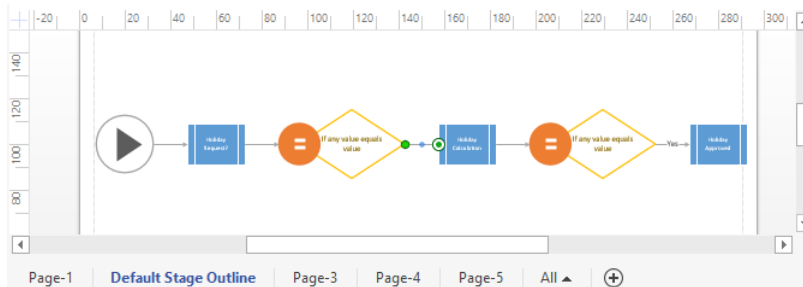 -20 0 20 40 60 80 100 120 140 160 180 200 220 240 260 280 300
140
120
100
80
Holiday
Request?
If any value equals
value
Holiday
Calculation
If any value equals
value
Yes
Holiday
Approved
Page-1 Default Stage Outline Page-3 Page-4 Page-5 All